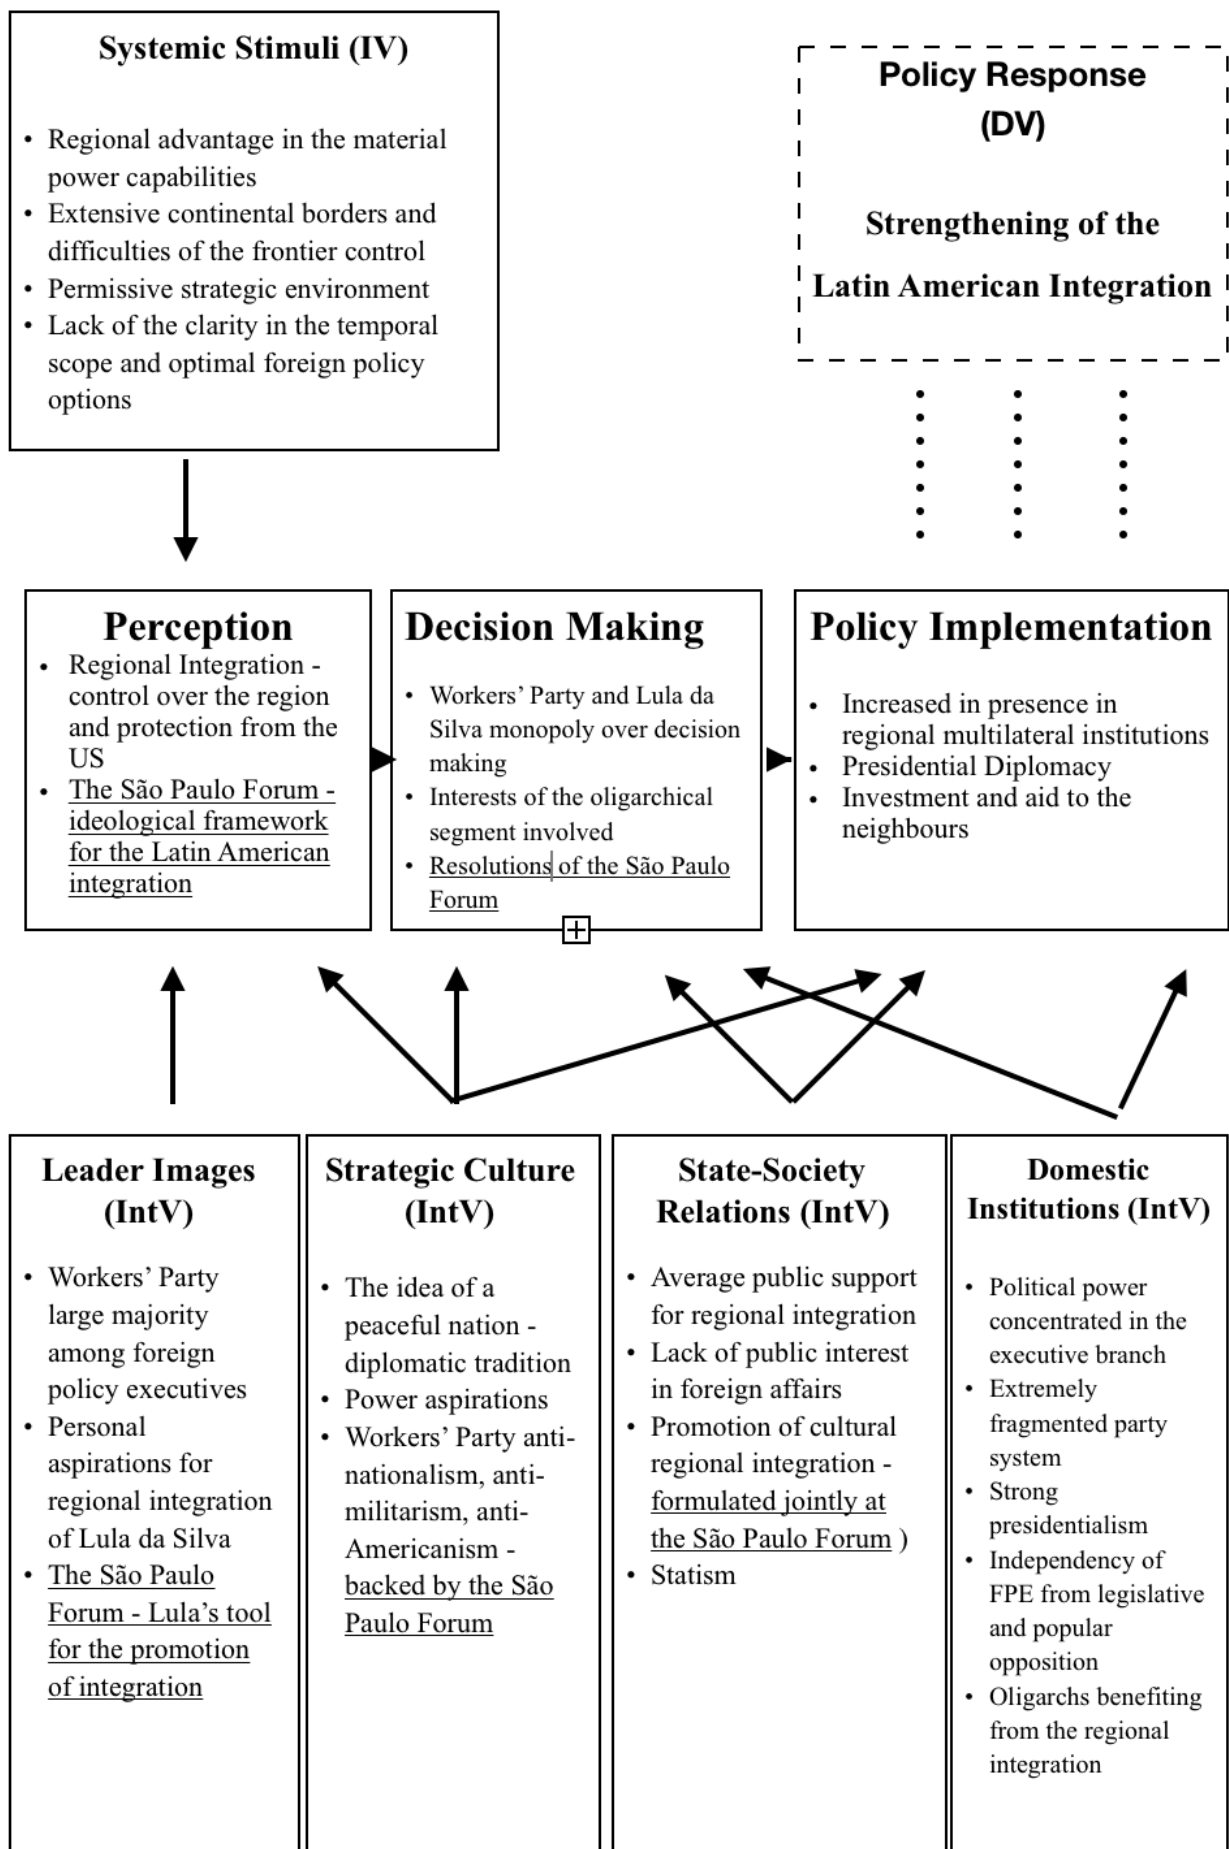 Systemic Stimuli (IV)
• Regional advantage in the material
power capabilities
• Extensive continental borders and
difficulties of the frontier control
• Permissive strategic environment
• Lack of the clarity in the temporal
scope and optimal foreign policy
options
Policy Response
(DV)
Strengthening of the
Latin American Integration
Perception
• Regional Integration -
control over the region
and protection from the
US
• The São Paulo Forum -
ideological framework
for the Latin American
integration
Decision Making
• Workers’ Party and Lula da
Silva monopoly over decision
making
• Interests of the oligarchical
segment involved
• Resolutions of the São Paulo
Forum
Policy Implementation
• Increased in presence in
regional multilateral institutions
• Presidential Diplomacy
• Investment and aid to the
neighbours
Leader Images
(IntV)
• Workers’ Party
large majority
among foreign
policy executives
• Personal
aspirations for
regional integration
of Lula da Silva
• The São Paulo
Forum - Lula’s tool
for the promotion
of integration
Strategic Culture
(IntV)
• The idea of a
peaceful nation -
diplomatic tradition
• Power aspirations
• Workers’ Party anti-
nationalism, anti-
militarism, anti-
Americanism -
backed by the São
Paulo Forum
State-Society
Relations (IntV)
• Average public support
for regional integration
• Lack of public interest
in foreign affairs
• Promotion of cultural
regional integration -
formulated jointly at
the São Paulo Forum )
• Statism
Domestic
Institutions (IntV)
• Political power
concentrated in the
executive branch
• Extremely
fragmented party
system
• Strong
presidentialism
• Independency of
FPE from legislative
and popular
opposition
• Oligarchs benefiting
from the regional
integration